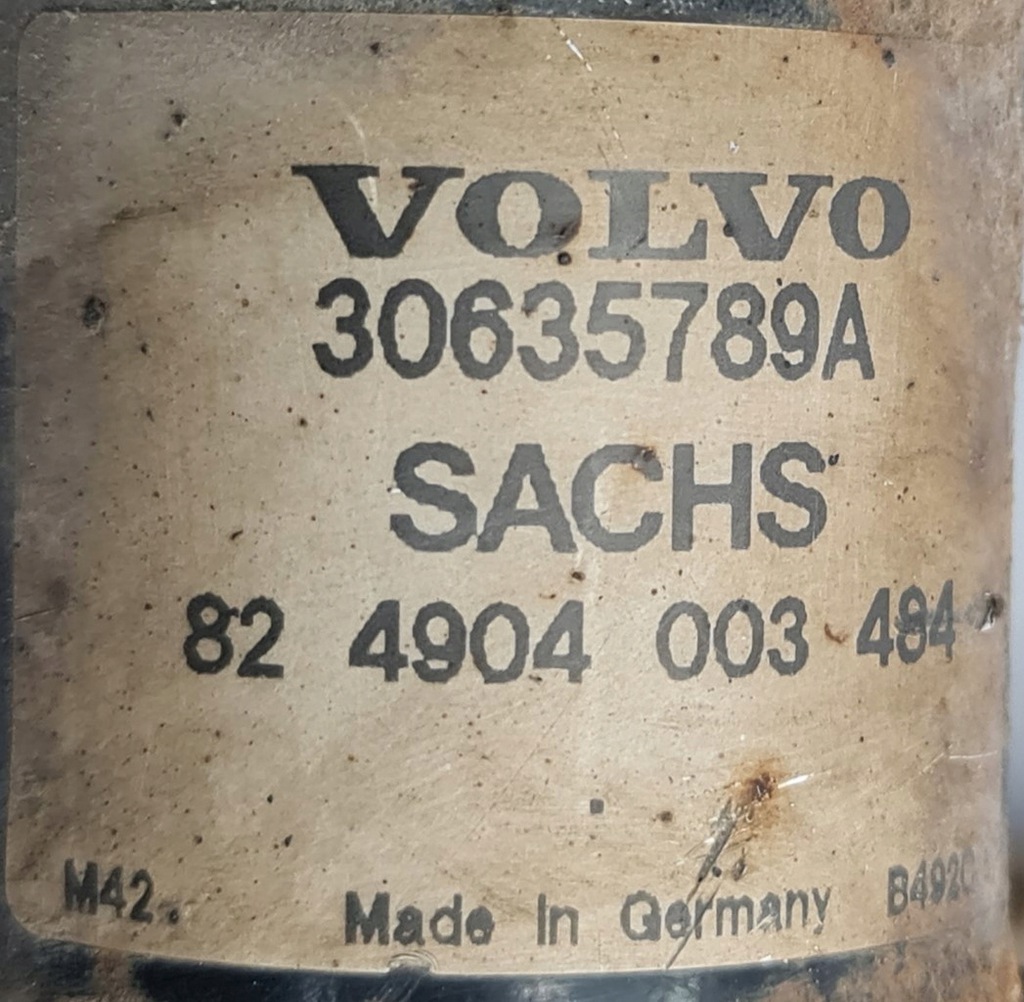 VOLVO
30635789A
SACHS
82 4904 003 484
M42. Made In Germany